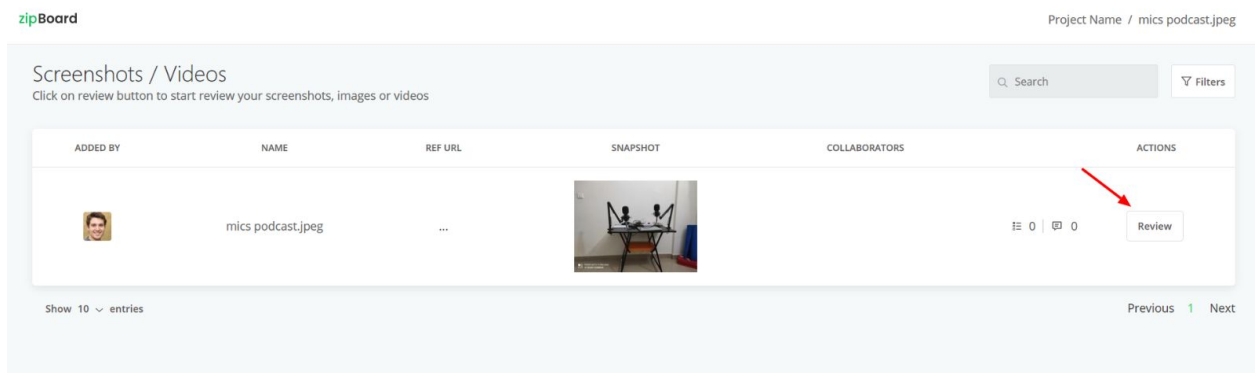 zipBoard
Project Name / mics podcast.jpeg
Screenshots / Videos
Click on review button to start review your screenshots, images or videos
Search
Filters
ADDED BY NAME REF URL SNAPSHOT COLLABORATORS ACTIONS
mics podcast.jpeg ... 0 0 Review
Show 10 entries
Previous 1 Next